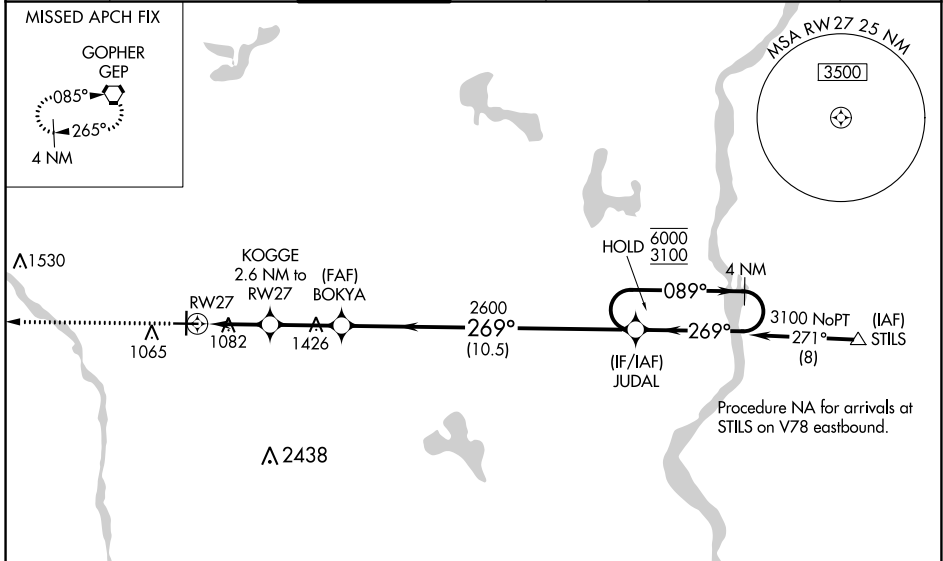 MISSED APCH FIX
GOPHER
GEP
085°
265°
4 NM
MSA RW 27 25 NM
3500
1530
1065
RW27
1082
KOGGE
2.6 NM to
RW27
1426
(FAF)
BOKYA
2600
269°
(10.5)
HOLD
6000
3100
4 NM
089°
269°
(IF/IAF)
JUDAL
3100 NoPT
271°
(8)
(IAF)
STILS
Procedure NA for arrivals at
STILS on V78 eastbound.
2438